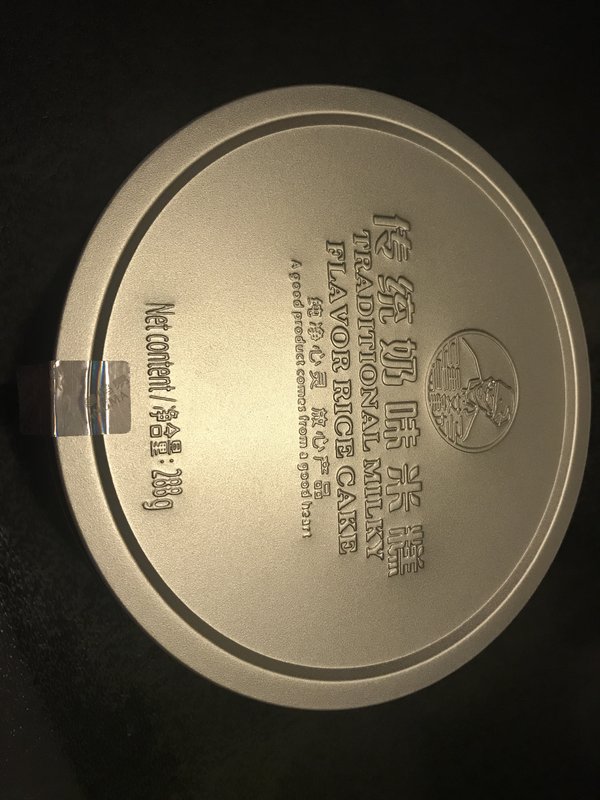 传统奶味米糕
TRADITIONAL MILKY
FLAVOR RICE CAKE
纯净心灵 放心产品
A good product comes from a good heart
Net content / 净含量: 288g